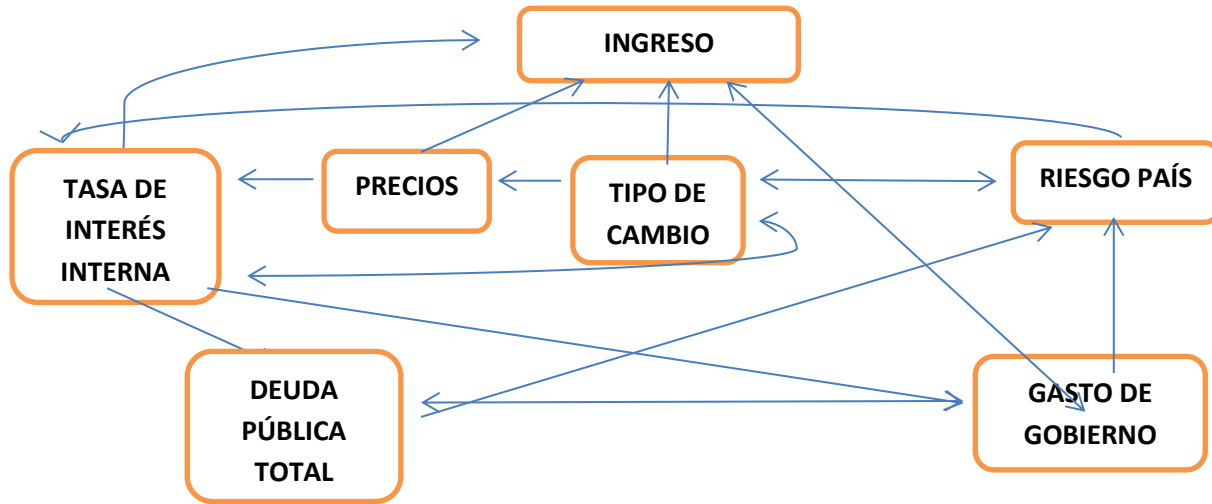 INGRESO
TASA DE
INTERÉS
INTERNA
PRECIOS
TIPO DE
CAMBIO
RIESGO PAÍS
DEUDA
PÚBLICA
TOTAL
GASTO DE
GOBIERNO